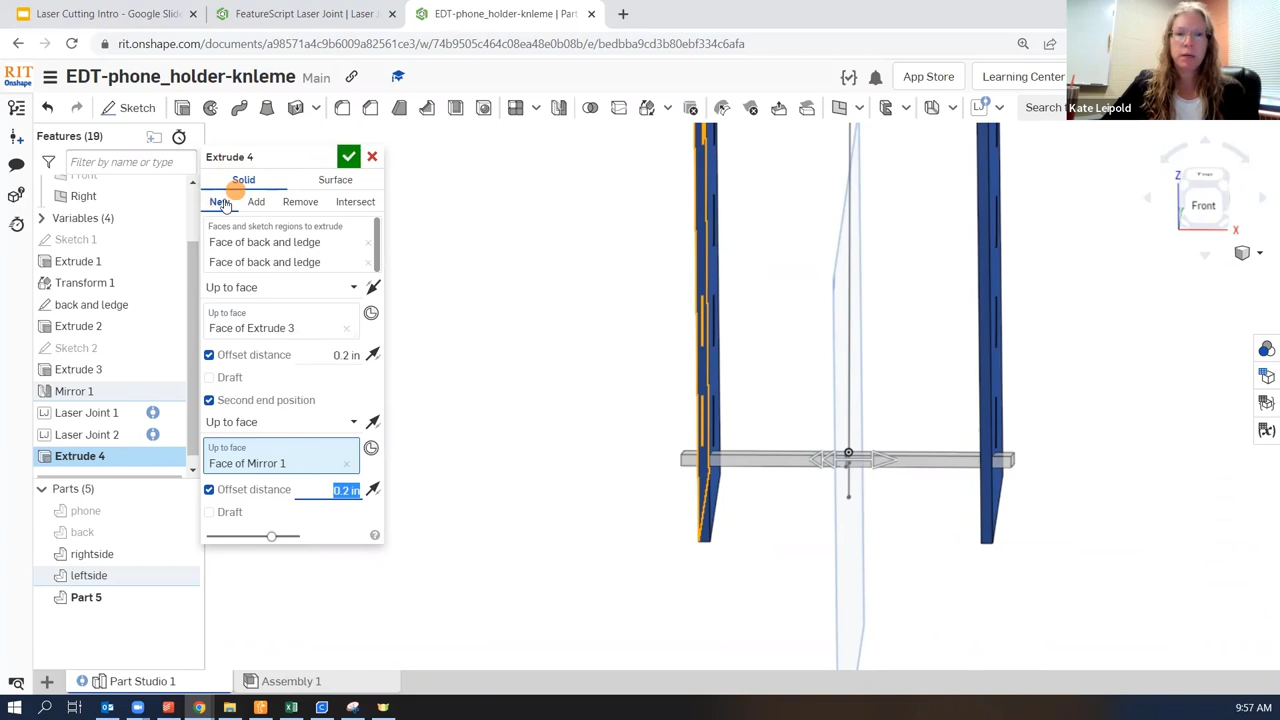 Laser Cutting Intro - Google Slide
FeatureScript Laser Joint | Laser J
EDT-phone_holder-knleme | Part
rit.onshape.com/documents/a98571a4c9b6009a82561ce3/w/74b9505c464c08ea48e0b08b/e/bedbba9cd3b80ebf334c6afa
RIT
Onshape
EDT-phone_holder-knleme Main
App Store
Learning Center
Kate Leipold
Sketch
Search
Features (19)
Filter by name or type
Front
Right
Variables (4)
Sketch 1
Extrude 1
Transform 1
back and ledge
Extrude 2
Sketch 2
Extrude 3
Mirror 1
Laser Joint 1
Laser Joint 2
Extrude 4
Parts (5)
phone
back
rightside
leftside
Part 5
Extrude 4
Solid
Surface
New
Add
Remove
Intersect
Faces and sketch regions to extrude
Face of back and ledge
Face of back and ledge
Up to face
Up to face
Face of Extrude 3
Offset distance 0.2 in
Draft
Second end position
Up to face
Up to face
Face of Mirror 1
Offset distance 0.2 in
Draft
Z
Front
X
Part Studio 1
Assembly 1
9:57 AM